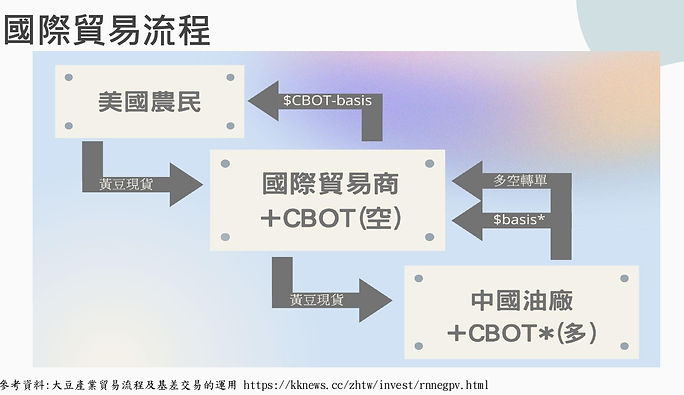 國際貿易流程
美國農民
$CBOT-basis
黃豆現貨
國際貿易商
+CBOT(空)
多空轉單
$basis*
黃豆現貨
中國油廠
+CBOT*(多)
參考資料:大豆產業貿易流程及基差交易的運用 https://kknews.cc/zhtw/invest/rnnegpv.html